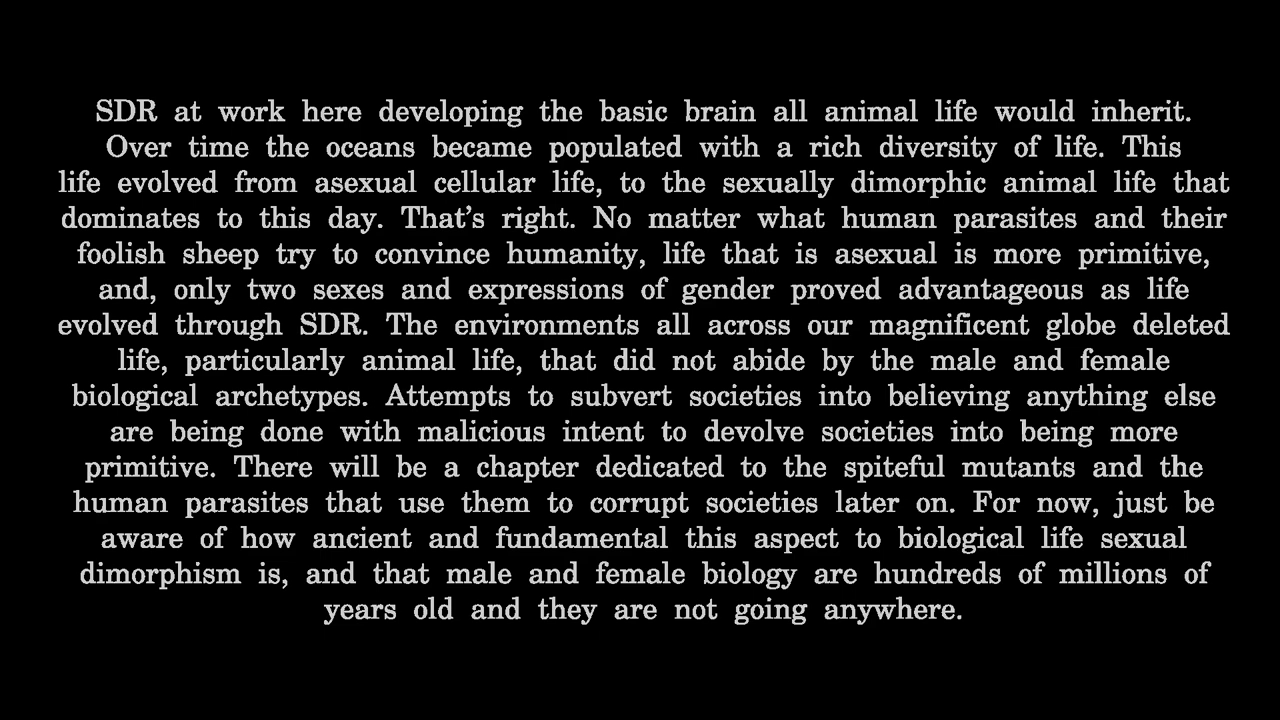 SDR at work here developing the basic brain all animal life would inherit.
Over time the oceans became populated with a rich diversity of life. This
life evolved from asexual cellular life, to the sexually dimorphic animal life that
dominates to this day. That’s right. No matter what human parasites and their
foolish sheep try to convince humanity, life that is asexual is more primitive,
and, only two sexes and expressions of gender proved advantageous as life
evolved through SDR. The environments all across our magnificent globe deleted
life, particularly animal life, that did not abide by the male and female
biological archetypes. Attempts to subvert societies into believing anything else
are being done with malicious intent to devolve societies into being more
primitive. There will be a chapter dedicated to the spiteful mutants and the
human parasites that use them to corrupt societies later on. For now, just be
aware of how ancient and fundamental this aspect to biological life sexual
dimorphism is, and that male and female biology are hundreds of millions of
years old and they are not going anywhere.